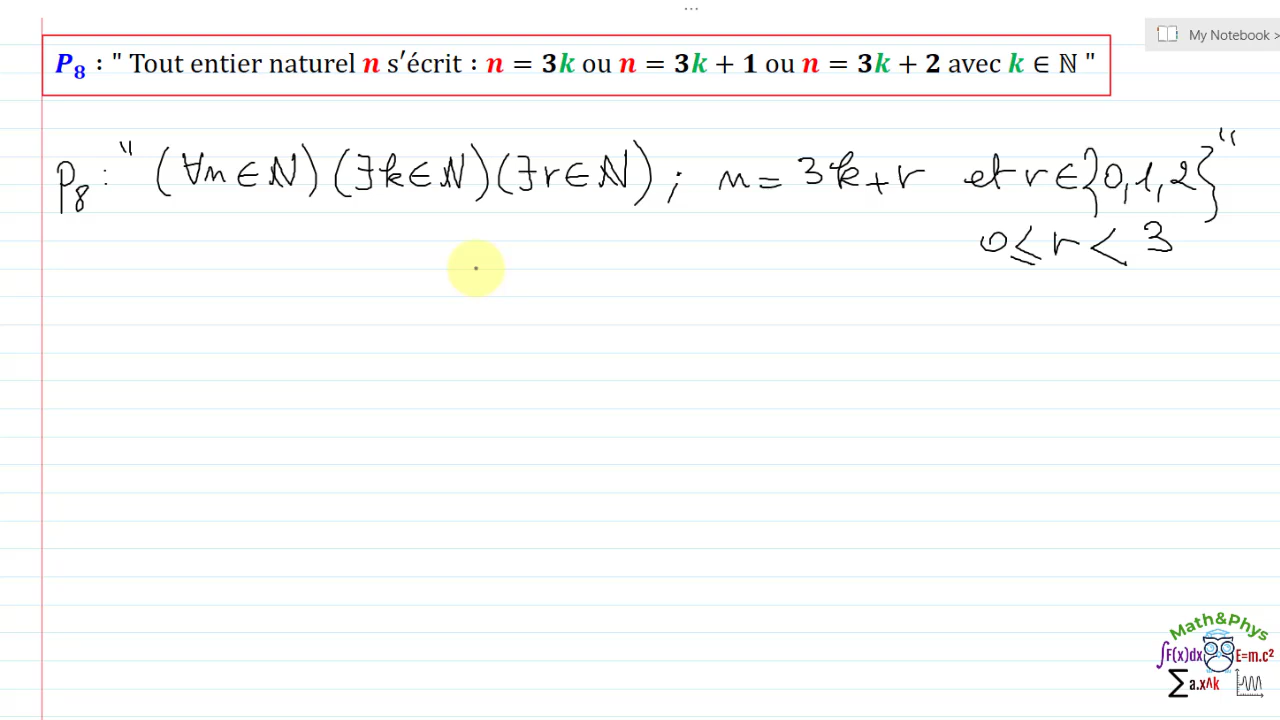 ...
My Notebook >
P₈ : " Tout entier naturel n s'écrit : n = 3k ou n = 3k + 1 ou n = 3k + 2 avec k ∈ ℕ "
P₈ : " (∀n ∈ ℕ) (∃k ∈ ℕ) (∃r ∈ ℕ) ; n = 3k + r et r ∈ {0, 1, 2} "
0 ≤ r < 3
Math&Phys
∫F(x)dx E=m.c²
∑ a.x^k